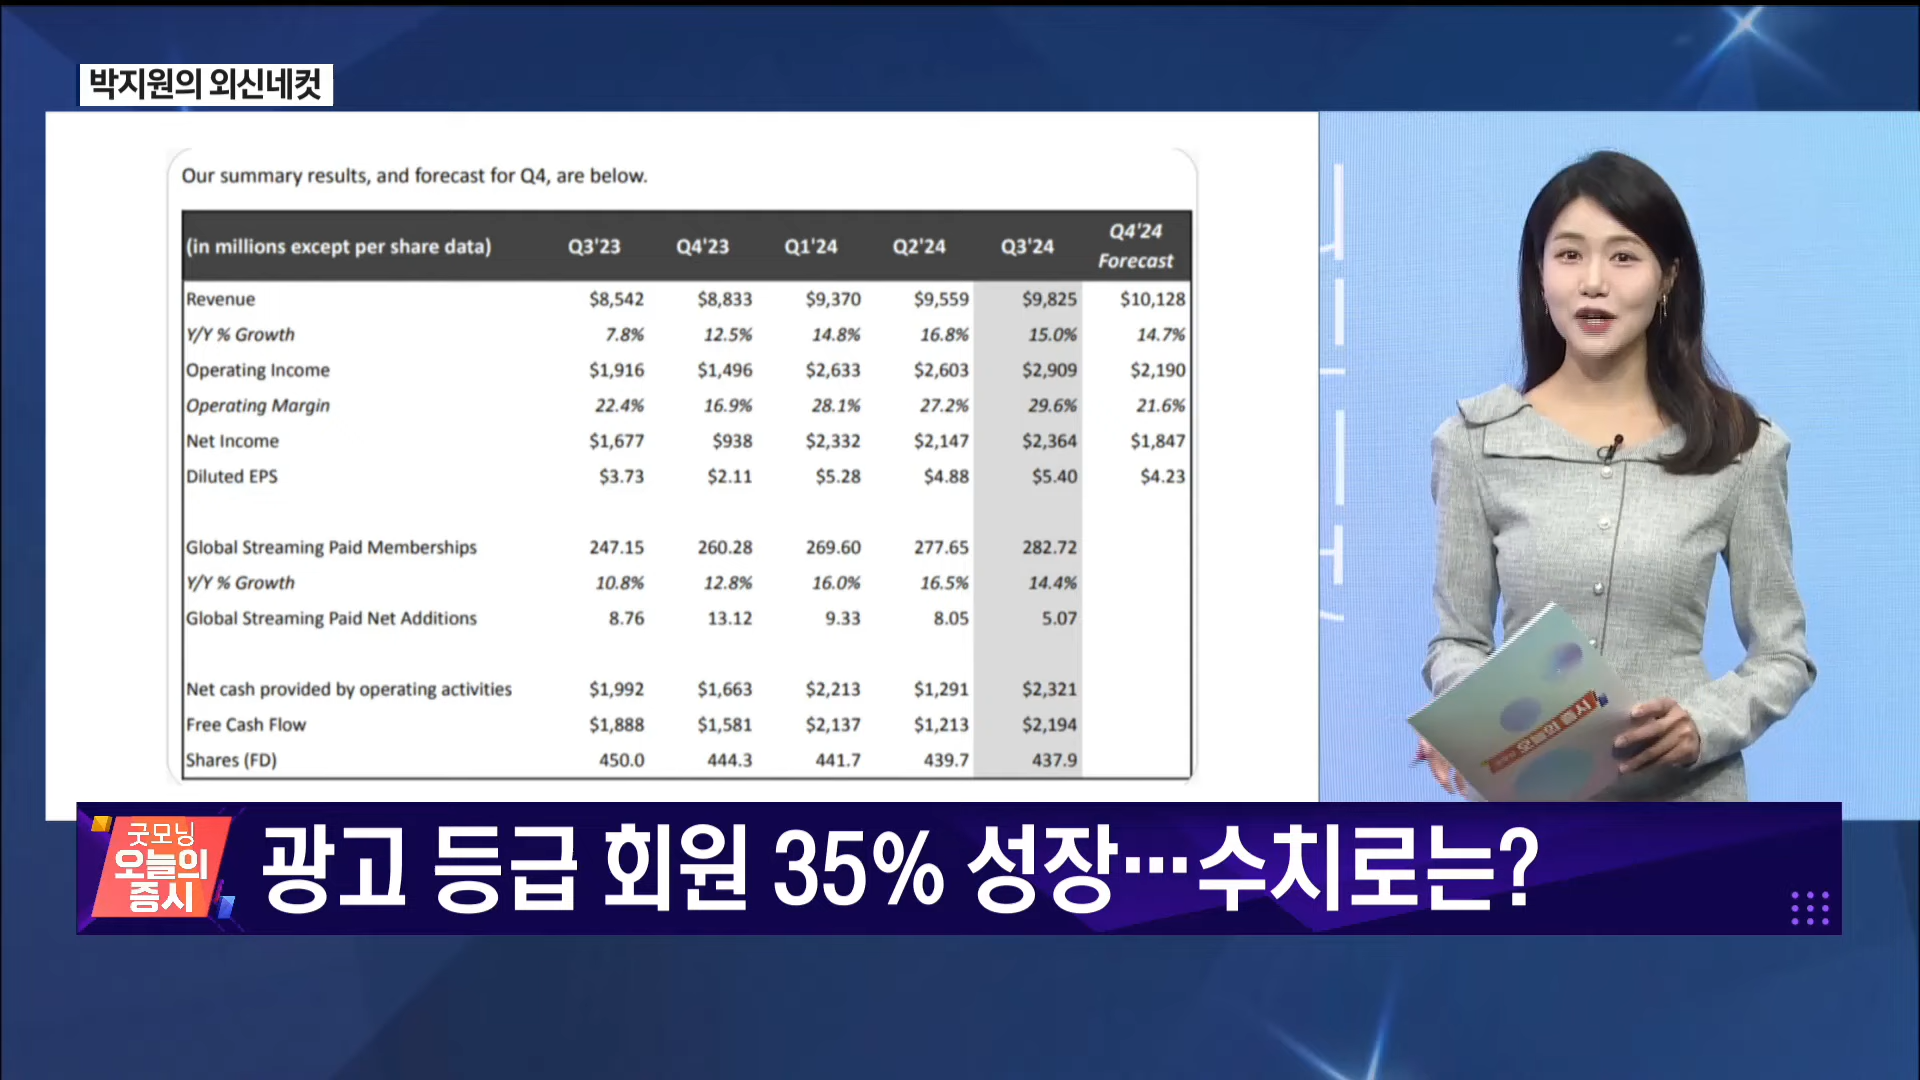 박지원의 외신네컷
Our summary results, and forecast for Q4, are below.
(in millions except per share data) Q3'23 Q4'23 Q1'24 Q2'24 Q3'24 Q4'24 Forecast
Revenue $8,542 $8,833 $9,370 $9,559 $9,825 $10,128
Y/Y % Growth 7.8% 12.5% 14.8% 16.8% 15.0% 14.7%
Operating Income $1,916 $1,496 $2,633 $2,603 $2,909 $2,190
Operating Margin 22.4% 16.9% 28.1% 27.2% 29.6% 21.6%
Net Income $1,677 $938 $2,332 $2,147 $2,364 $1,847
Diluted EPS $3.73 $2.11 $5.28 $4.88 $5.40 $4.23
Global Streaming Paid Memberships 247.15 260.28 269.60 277.65 282.72
Y/Y % Growth 10.8% 12.8% 16.0% 16.5% 14.4%
Global Streaming Paid Net Additions 8.76 13.12 9.33 8.05 5.07
Net cash provided by operating activities $1,992 $1,663 $2,213 $1,291 $2,321
Free Cash Flow $1,888 $1,581 $2,137 $1,213 $2,194
Shares (FD) 450.0 444.3 441.7 439.7 437.9
오늘의 증시
굿모닝
오늘의
증시
광고 등급 회원 35% 성장…수치로는?